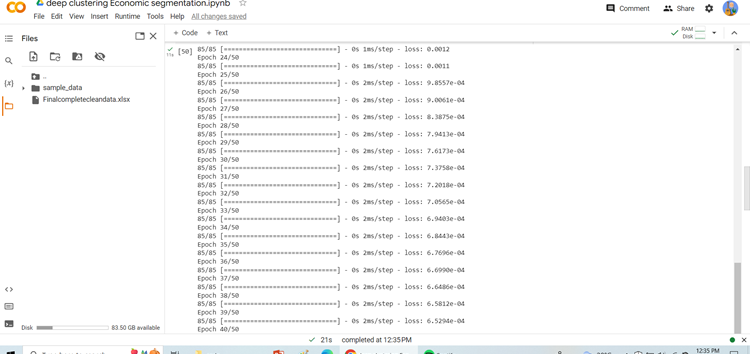 deep clustering Economic segmentation.ipynb
Comment
Share
File Edit View Insert Runtime Tools Help All changes saved
Files
+ Code + Text
RAM
Disk
{x}
..
sample_data
Finalcompletecleandata.xlsx
[50]
85/85 [==============================] - 0s 1ms/step - loss: 0.0012
Epoch 24/50
85/85 [==============================] - 0s 1ms/step - loss: 0.0011
Epoch 25/50
85/85 [==============================] - 0s 2ms/step - loss: 9.8557e-04
Epoch 26/50
85/85 [==============================] - 0s 2ms/step - loss: 9.0061e-04
Epoch 27/50
85/85 [==============================] - 0s 2ms/step - loss: 8.3875e-04
Epoch 28/50
85/85 [==============================] - 0s 2ms/step - loss: 7.9413e-04
Epoch 29/50
85/85 [==============================] - 0s 2ms/step - loss: 7.6173e-04
Epoch 30/50
85/85 [==============================] - 0s 2ms/step - loss: 7.3758e-04
Epoch 31/50
85/85 [==============================] - 0s 2ms/step - loss: 7.2018e-04
Epoch 32/50
85/85 [==============================] - 0s 2ms/step - loss: 7.0565e-04
Epoch 33/50
85/85 [==============================] - 0s 2ms/step - loss: 6.9403e-04
Epoch 34/50
85/85 [==============================] - 0s 2ms/step - loss: 6.8443e-04
Epoch 35/50
85/85 [==============================] - 0s 2ms/step - loss: 6.7696e-04
Epoch 36/50
85/85 [==============================] - 0s 2ms/step - loss: 6.6990e-04
Epoch 37/50
85/85 [==============================] - 0s 2ms/step - loss: 6.6486e-04
Epoch 38/50
85/85 [==============================] - 0s 2ms/step - loss: 6.5812e-04
Epoch 39/50
85/85 [==============================] - 0s 2ms/step - loss: 6.5294e-04
Epoch 40/50
Disk 83.50 GB available
21s completed at 12:35 PM
12:35 PM